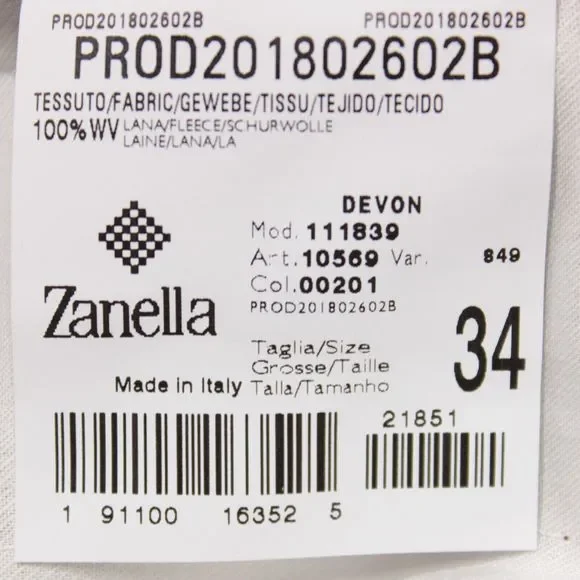 PROD201802602B PROD201802602B
PROD201802602B
TESSUTO/FABRIC/GEWEBE/TISSU/TEJIDO/TECIDO
100% WV LANA/FLEECE/SCHURWOLLE
LAINE/LANA/LA
DEVON
Mod. 111839
Art. 10569 Var. 849
Col. 00201
PROD201802602B
Zanella
Taglia/Size
Grosse/Taille
Talla/Tamanho
34
Made in Italy
21851
1 91100 16352 5